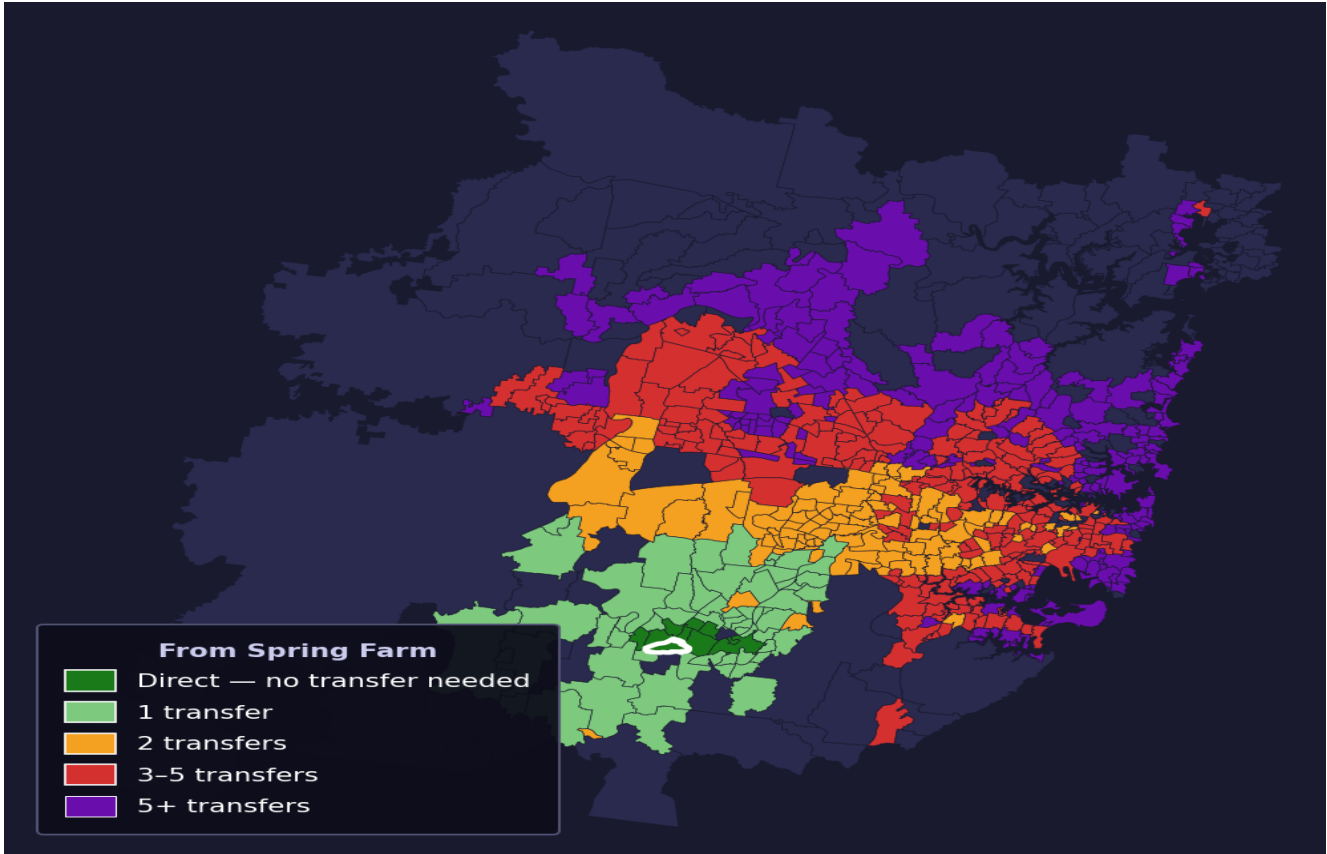 From Spring Farm
Direct — no transfer needed
1 transfer
2 transfers
3–5 transfers
5+ transfers